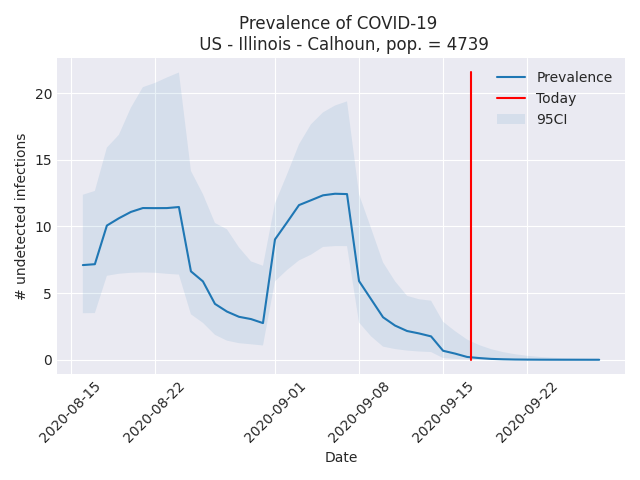 Prevalence of COVID-19
US - Illinois - Calhoun, pop. = 4739
Prevalence
Today
95CI
# undetected infections
20
15
10
5
0
2020-08-15
2020-08-22
2020-09-01
2020-09-08
2020-09-15
2020-09-22
Date